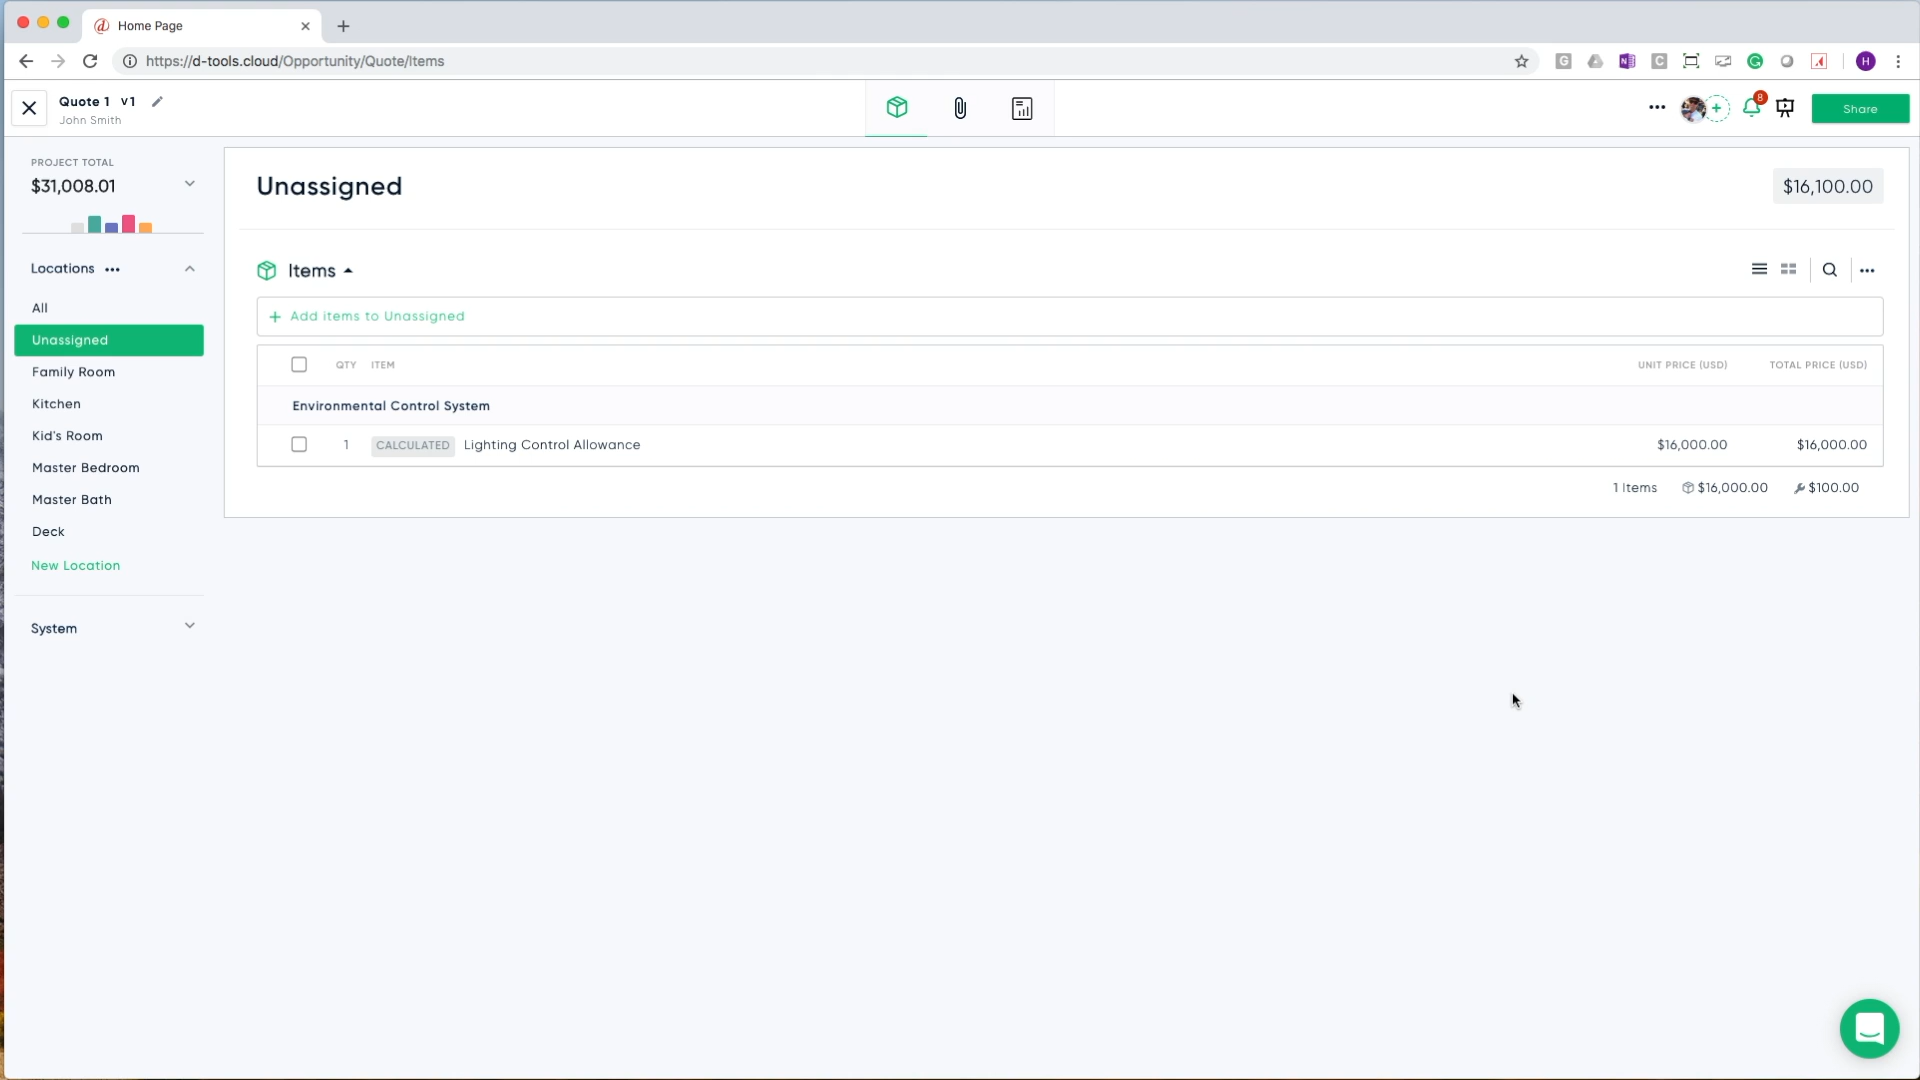 Home Page
https://d-tools.cloud/Opportunity/Quote/Items
H
Quote 1 v1
John Smith
8
Share
PROJECT TOTAL
$31,008.01
Locations
All
Unassigned
Family Room
Kitchen
Kid's Room
Master Bedroom
Master Bath
Deck
New Location
System
Unassigned
$16,100.00
Items
+ Add items to Unassigned
QTY ITEM UNIT PRICE (USD) TOTAL PRICE (USD)
Environmental Control System
1 CALCULATED Lighting Control Allowance $16,000.00 $16,000.00
1 Items $16,000.00 $100.00